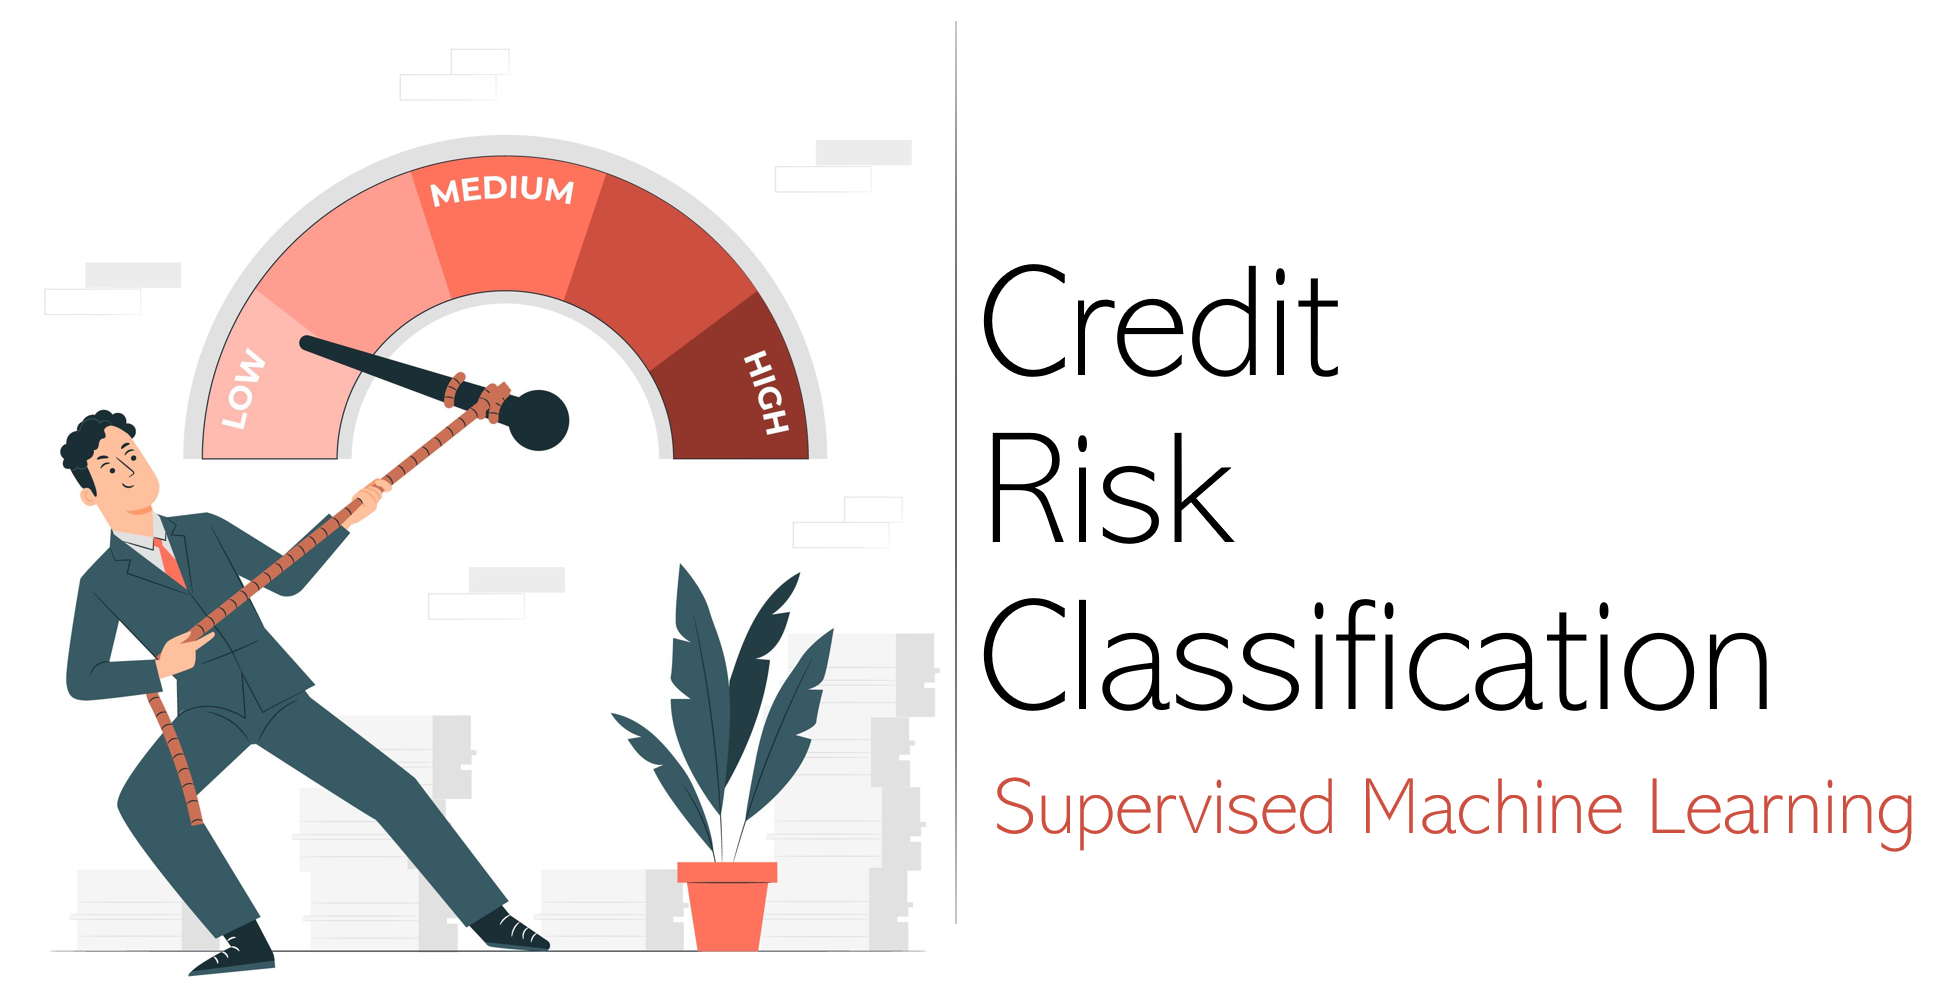 MEDIUM
LOW
HIGH
Credit
Risk
Classification
Supervised Machine Learning